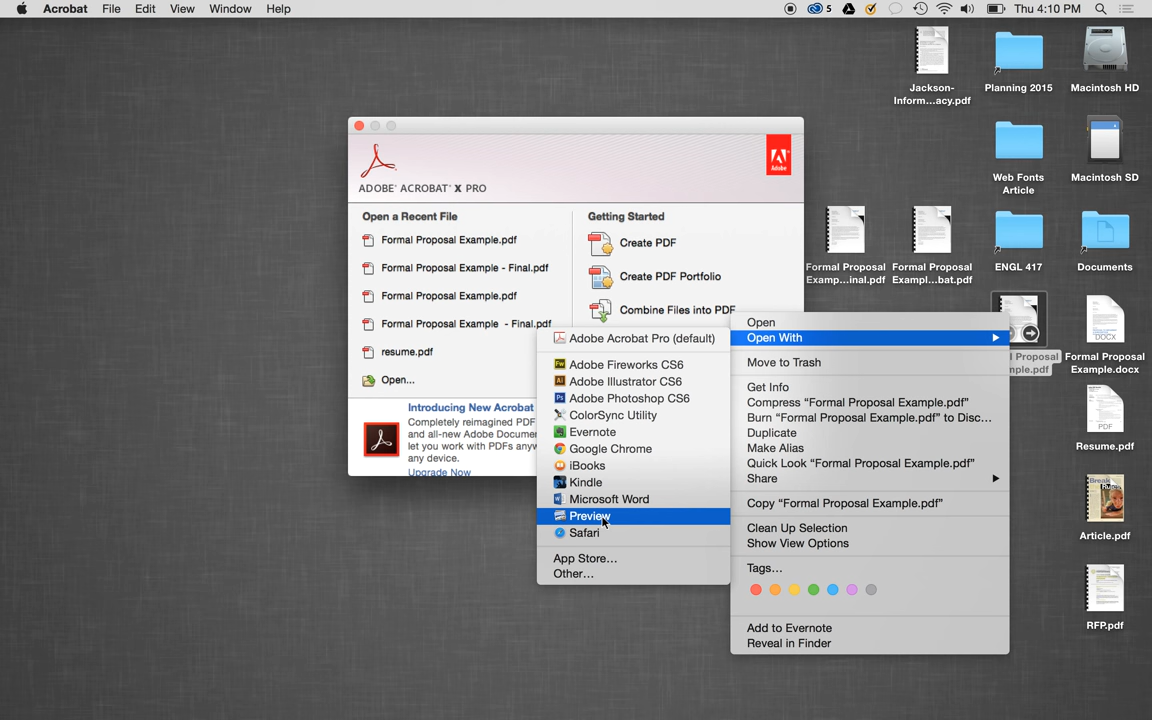 Acrobat File Edit View Window Help
5 Thu 4:10 PM
Jackson-
Inform...acy.pdf
Planning 2015
Macintosh HD
Web Fonts
Article
Macintosh SD
Formal Proposal
Examp...inal.pdf
Formal Proposal
Exampl...bat.pdf
ENGL 417
Documents
l Proposal
mple.pdf
DOCX
Formal Proposal
Example.docx
PDF
Resume.pdf
Article.pdf
RFP.pdf
Adobe
ADOBE® ACROBAT® X PRO
Open a Recent File
Formal Proposal Example.pdf
Formal Proposal Example - Final.pdf
Formal Proposal Example.pdf
Formal Proposal Example - Final.pdf
resume.pdf
Open...
Getting Started
Create PDF
Create PDF Portfolio
Combine Files into PDF
Introducing New Acrobat
Completely reimagined PDF
and all-new Adobe Documen
let you work with PDFs anyw
any device.
Upgrade Now
Adobe Acrobat Pro (default)
Fw Adobe Fireworks CS6
Ai Adobe Illustrator CS6
Ps Adobe Photoshop CS6
ColorSync Utility
Evernote
Google Chrome
iBooks
Kindle
Microsoft Word
Preview
Safari
App Store...
Other...
Open
Open With
Move to Trash
Get Info
Compress “Formal Proposal Example.pdf”
Burn “Formal Proposal Example.pdf” to Disc...
Duplicate
Make Alias
Quick Look “Formal Proposal Example.pdf”
Share
Copy “Formal Proposal Example.pdf”
Clean Up Selection
Show View Options
Tags...
Add to Evernote
Reveal in Finder